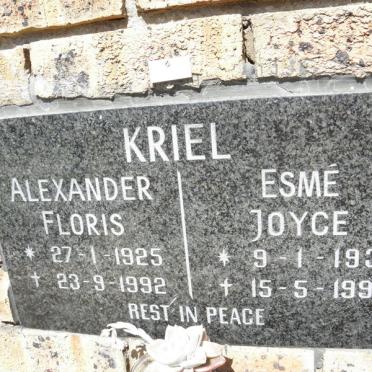 KRIEL
ALEXANDER
FLORIS
* 27-1-1925
† 23-9-1992
ESMÉ
JOYCE
* 9-1-193
† 15-5-199
REST IN PEACE